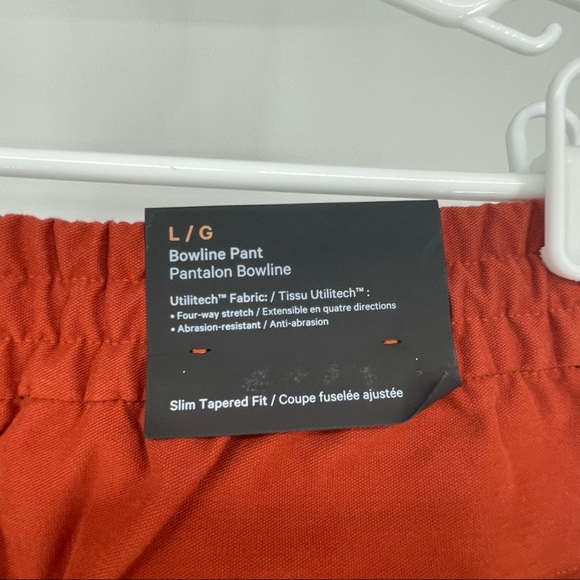 L / G
Bowline Pant
Pantalon Bowline
Utilitech™ Fabric: / Tissu Utilitech™ :
• Four-way stretch / Extensible en quatre directions
• Abrasion-resistant / Anti-abrasion
Slim Tapered Fit / Coupe fuselée ajustée